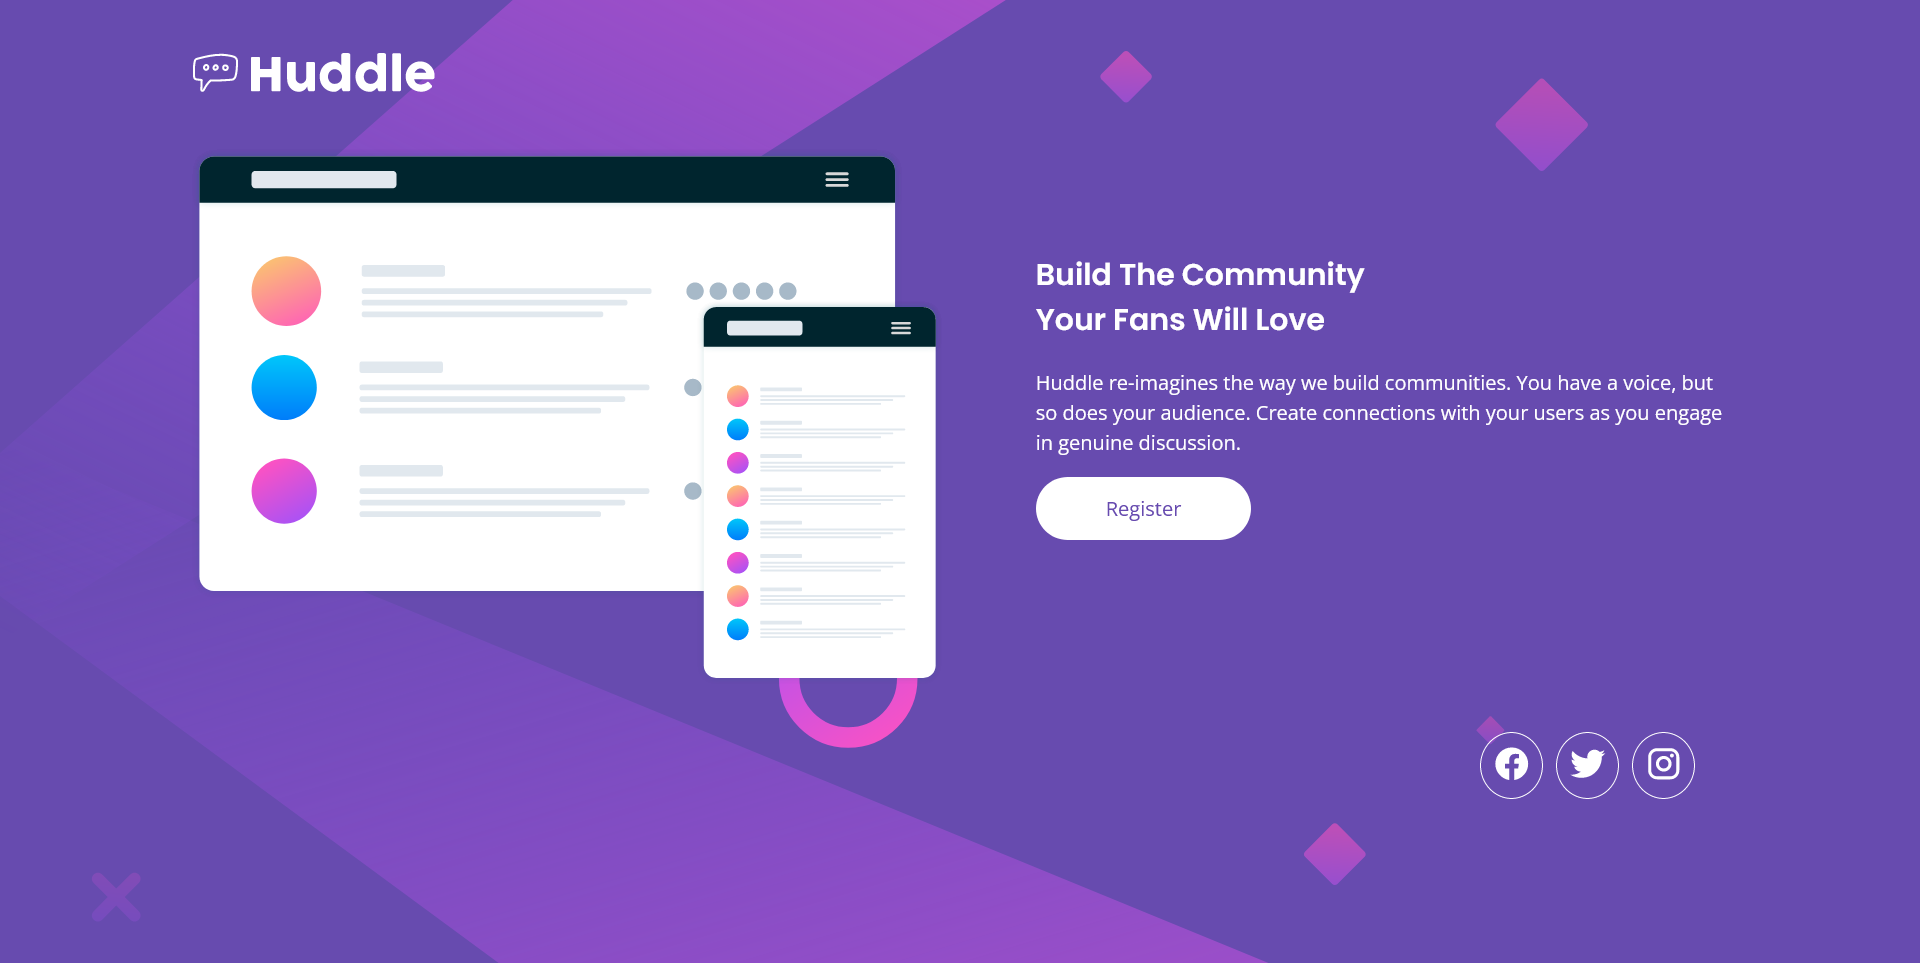 Huddle
Build The Community
Your Fans Will Love
Huddle re-imagines the way we build communities. You have a voice, but
so does your audience. Create connections with your users as you engage
in genuine discussion.
Register